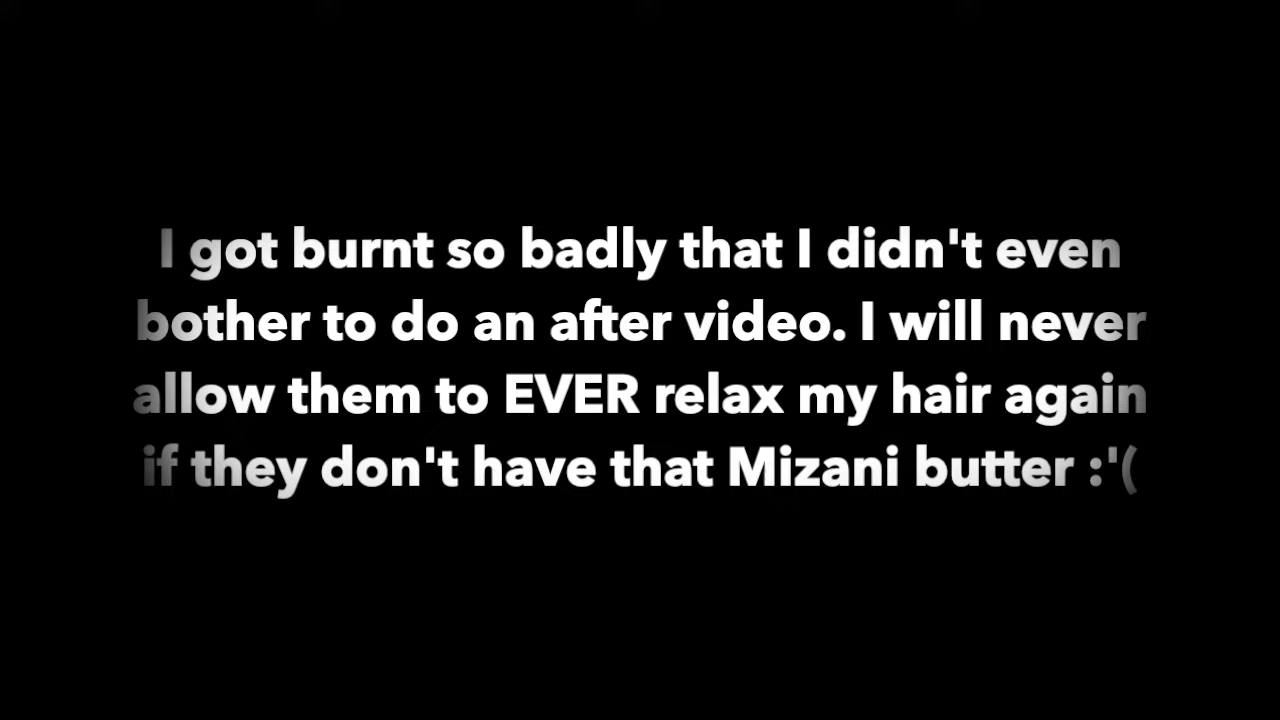 I got burnt so badly that I didn't even
bother to do an after video. I will never
allow them to EVER relax my hair again
if they don't have that Mizani butter :'(